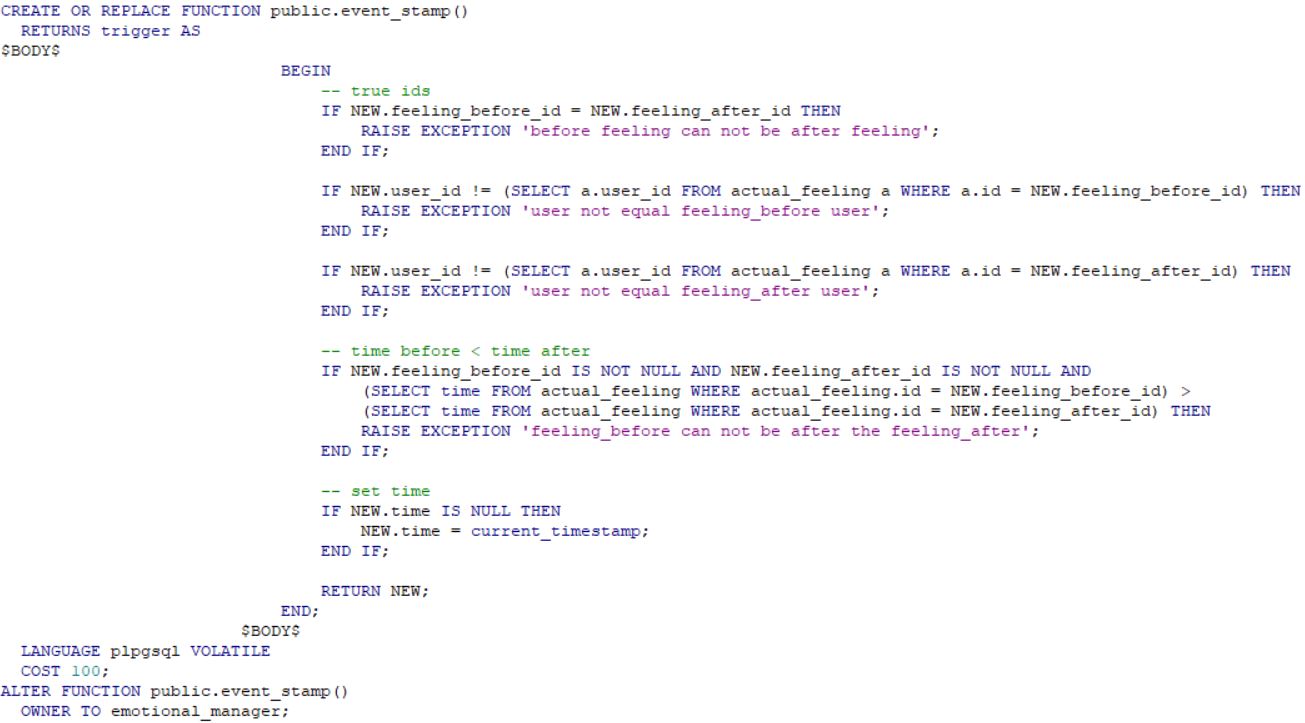 CREATE OR REPLACE FUNCTION public.event_stamp()
RETURNS trigger AS
$BODY$
BEGIN
-- true ids
IF NEW.feeling_before_id = NEW.feeling_after_id THEN
RAISE EXCEPTION 'before feeling can not be after feeling';
END IF;
IF NEW.user_id != (SELECT a.user_id FROM actual_feeling a WHERE a.id = NEW.feeling_before_id) THEN
RAISE EXCEPTION 'user not equal feeling_before user';
END IF;
IF NEW.user_id != (SELECT a.user_id FROM actual_feeling a WHERE a.id = NEW.feeling_after_id) THEN
RAISE EXCEPTION 'user not equal feeling_after user';
END IF;
-- time before < time after
IF NEW.feeling_before_id IS NOT NULL AND NEW.feeling_after_id IS NOT NULL AND
(SELECT time FROM actual_feeling WHERE actual_feeling.id = NEW.feeling_before_id) >
(SELECT time FROM actual_feeling WHERE actual_feeling.id = NEW.feeling_after_id) THEN
RAISE EXCEPTION 'feeling_before can not be after the feeling_after';
END IF;
-- set time
IF NEW.time IS NULL THEN
NEW.time = current_timestamp;
END IF;
RETURN NEW;
END;
$BODY$
LANGUAGE plpgsql VOLATILE
COST 100;
ALTER FUNCTION public.event_stamp()
OWNER TO emotional_manager;